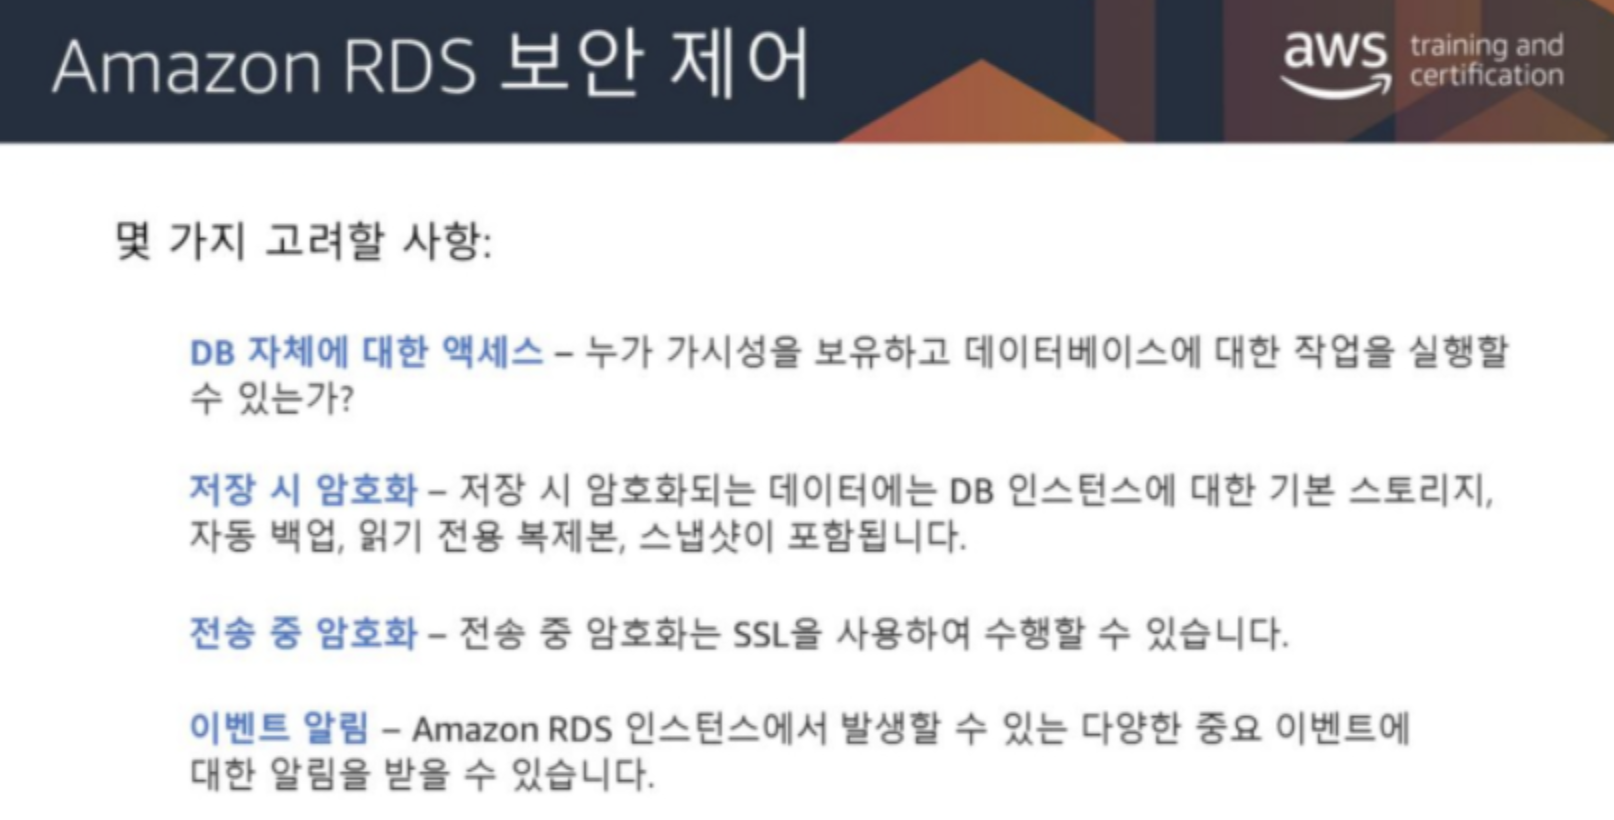 Amazon RDS 보안 제어
aws training and
certification
몇 가지 고려할 사항:
DB 자체에 대한 액세스 – 누가 가시성을 보유하고 데이터베이스에 대한 작업을 실행할
수 있는가?
저장 시 암호화 – 저장 시 암호화되는 데이터에는 DB 인스턴스에 대한 기본 스토리지,
자동 백업, 읽기 전용 복제본, 스냅샷이 포함됩니다.
전송 중 암호화 – 전송 중 암호화는 SSL을 사용하여 수행할 수 있습니다.
이벤트 알림 – Amazon RDS 인스턴스에서 발생할 수 있는 다양한 중요 이벤트에
대한 알림을 받을 수 있습니다.